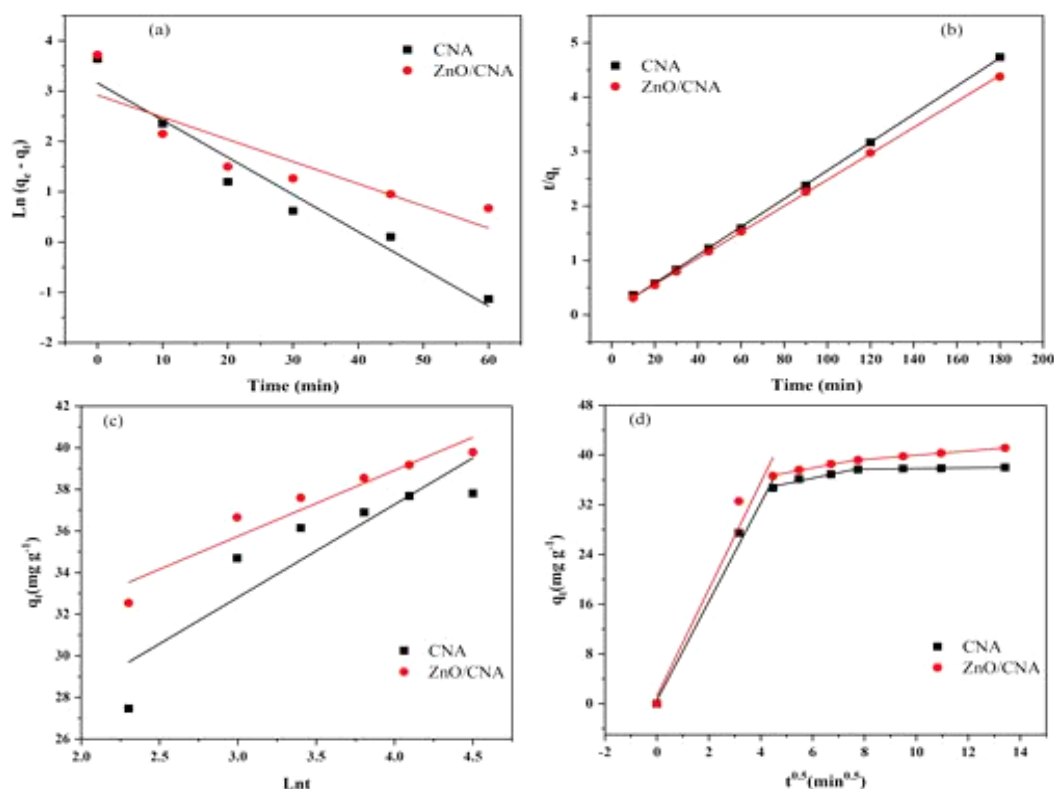 (a)
CNA
ZnO/CNA
Ln (qe - qt)
4
3
2
1
0
-1
-2
0 10 20 30 40 50 60
Time (min)
(b)
CNA
ZnO/CNA
t/qt
5
4
3
2
1
0
0 20 40 60 80 100 120 140 160 180 200
Time (min)
(c)
CNA
ZnO/CNA
qt(mg g-1)
42
40
38
36
34
32
30
28
26
2.0 2.5 3.0 3.5 4.0 4.5
Lnt
(d)
CNA
ZnO/CNA
qt(mg g-1)
48
36
24
12
0
-2 0 2 4 6 8 10 12 14
t0.5(min0.5)